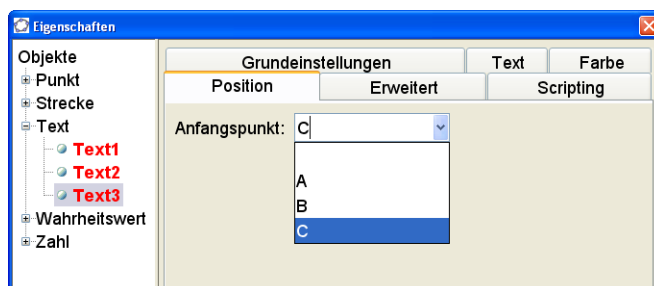 Eigenschaften
Objekte
Punkt
Strecke
Text
Text1
Text2
Text3
Wahrheitswert
Zahl
Grundeinstellungen Text Farbe
Position Erweitert Scripting
Anfangspunkt: C
A
B
C